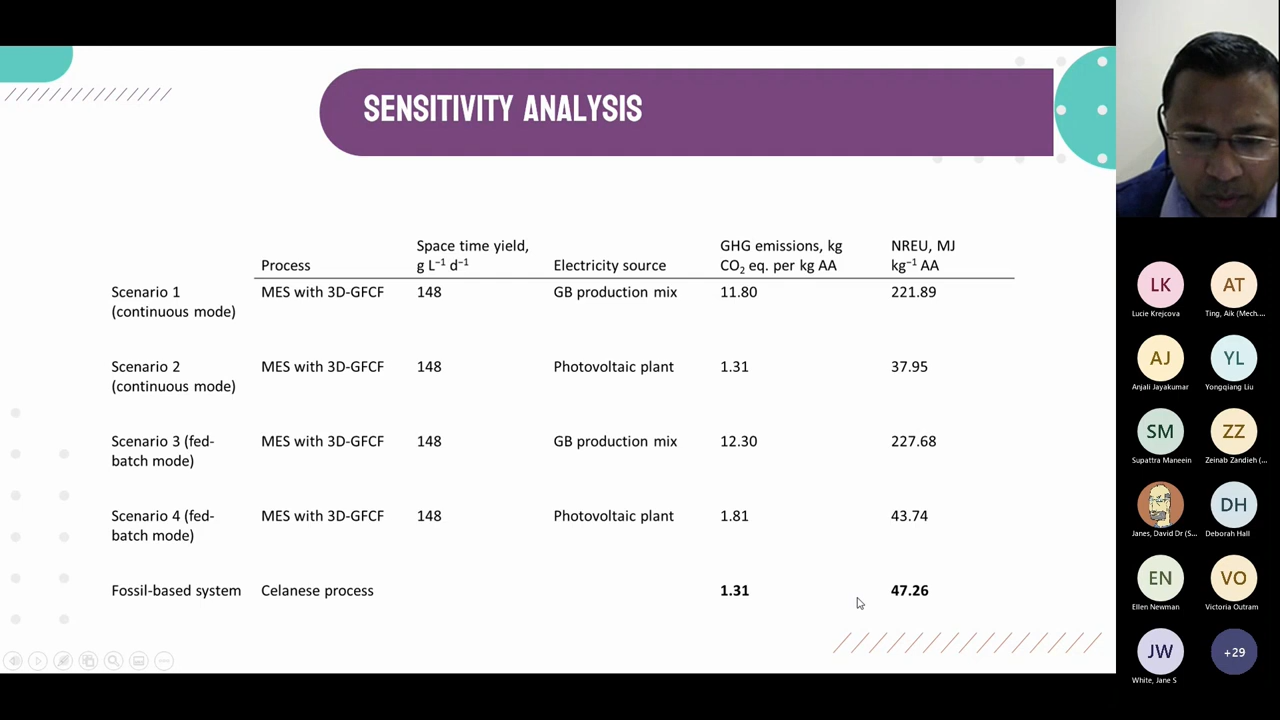 SENSITIVITY ANALYSIS
Process
Space time yield,
g L⁻¹ d⁻¹
Electricity source
GHG emissions, kg
CO₂ eq. per kg AA
NREU, MJ
kg⁻¹ AA
Scenario 1
(continuous mode)
MES with 3D-GFCF
148
GB production mix
11.80
221.89
Scenario 2
(continuous mode)
MES with 3D-GFCF
148
Photovoltaic plant
1.31
37.95
Scenario 3 (fed-
batch mode)
MES with 3D-GFCF
148
GB production mix
12.30
227.68
Scenario 4 (fed-
batch mode)
MES with 3D-GFCF
148
Photovoltaic plant
1.81
43.74
Fossil-based system
Celanese process
1.31
47.26
LK
Lucie Krejcova
AT
Ting, Aik (Mech....
AJ
Anjali Jayakumar
YL
Yongqiang Liu
SM
Supattra Maneein
ZZ
Zeinab Zandieh (...
Janes, David Dr (S...
DH
Deborah Hall
EN
Ellen Newman
VO
Victoria Outram
JW
White, Jane S
+29